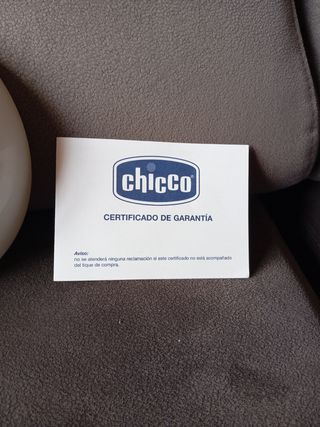 chicco
CERTIFICADO DE GARANTÍA
Aviso:
no se atenderá ninguna reclamación si este certificado no está acompañado
del tique de compra.